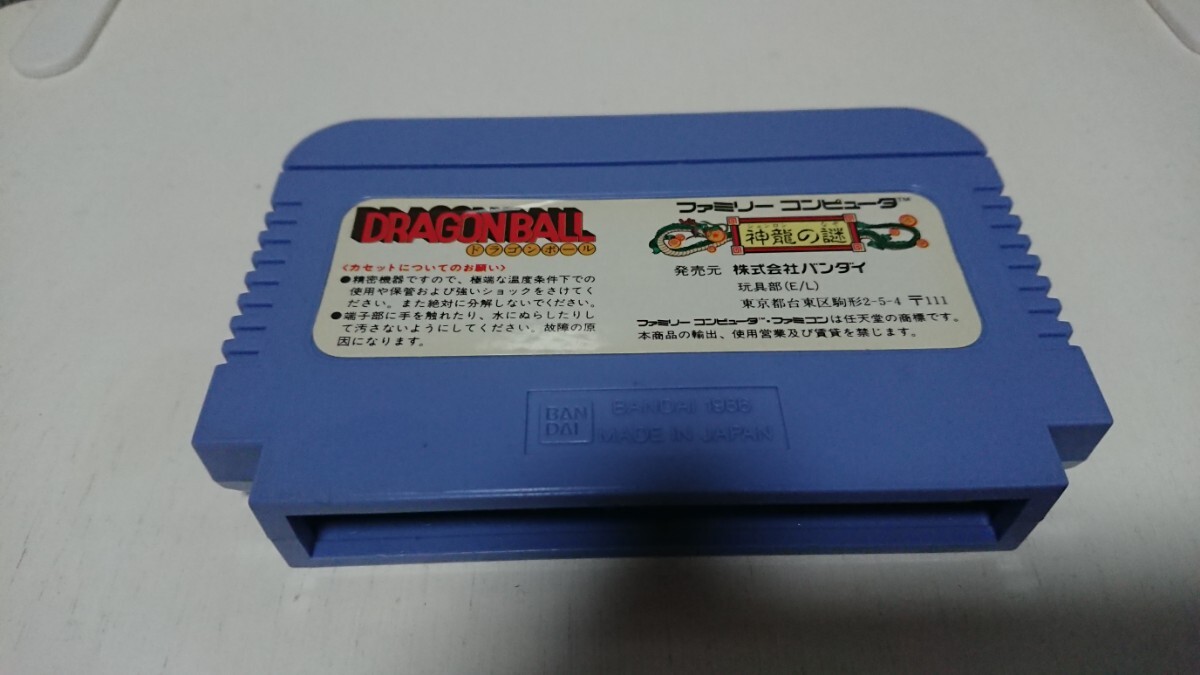 DRAGONBALL
ドラゴンボール
〈カセットについてのお願い〉
●精密機器ですので、極端な温度条件下での
使用や保管および強いショックをさけてく
ださい。また絶対に分解しないでください。
●端子部に手を触れたり、水にぬらしたりし
て汚さないようにしてください。故障の原
因になります。
ファミリー コンピュータ™
神龍の謎
発売元 株式会社バンダイ
玩具部(E/L)
東京都台東区駒形2-5-4 〒111
ファミリー コンピュータ™・ファミコンは任天堂の商標です。
本商品の輸出、使用営業及び賃貸を禁じます。
BAN
DAI
BANDAI 1985
MADE IN JAPAN